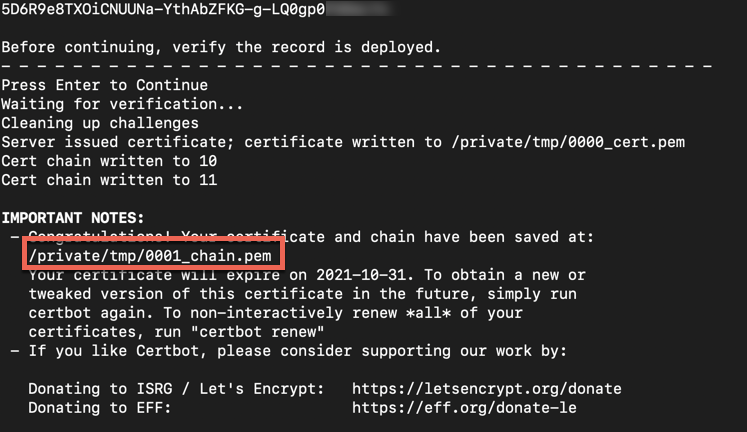 5D6R9e8TXOiCNUUNa-YthAbZFKG-g-LQ0gp0
Before continuing, verify the record is deployed.
- - - - - - - - - - - - - - - - - - - - - - - - - - - - - - - - - - - - - - - -
Press Enter to Continue
Waiting for verification...
Cleaning up challenges
Server issued certificate; certificate written to /private/tmp/0000_cert.pem
Cert chain written to 10
Cert chain written to 11
IMPORTANT NOTES:
- Congratulations! Your certificate and chain have been saved at:
/private/tmp/0001_chain.pem
Your certificate will expire on 2021-10-31. To obtain a new or
tweaked version of this certificate in the future, simply run
certbot again. To non-interactively renew *all* of your
certificates, run "certbot renew"
- If you like Certbot, please consider supporting our work by:
Donating to ISRG / Let's Encrypt: https://letsencrypt.org/donate
Donating to EFF: https://eff.org/donate-le